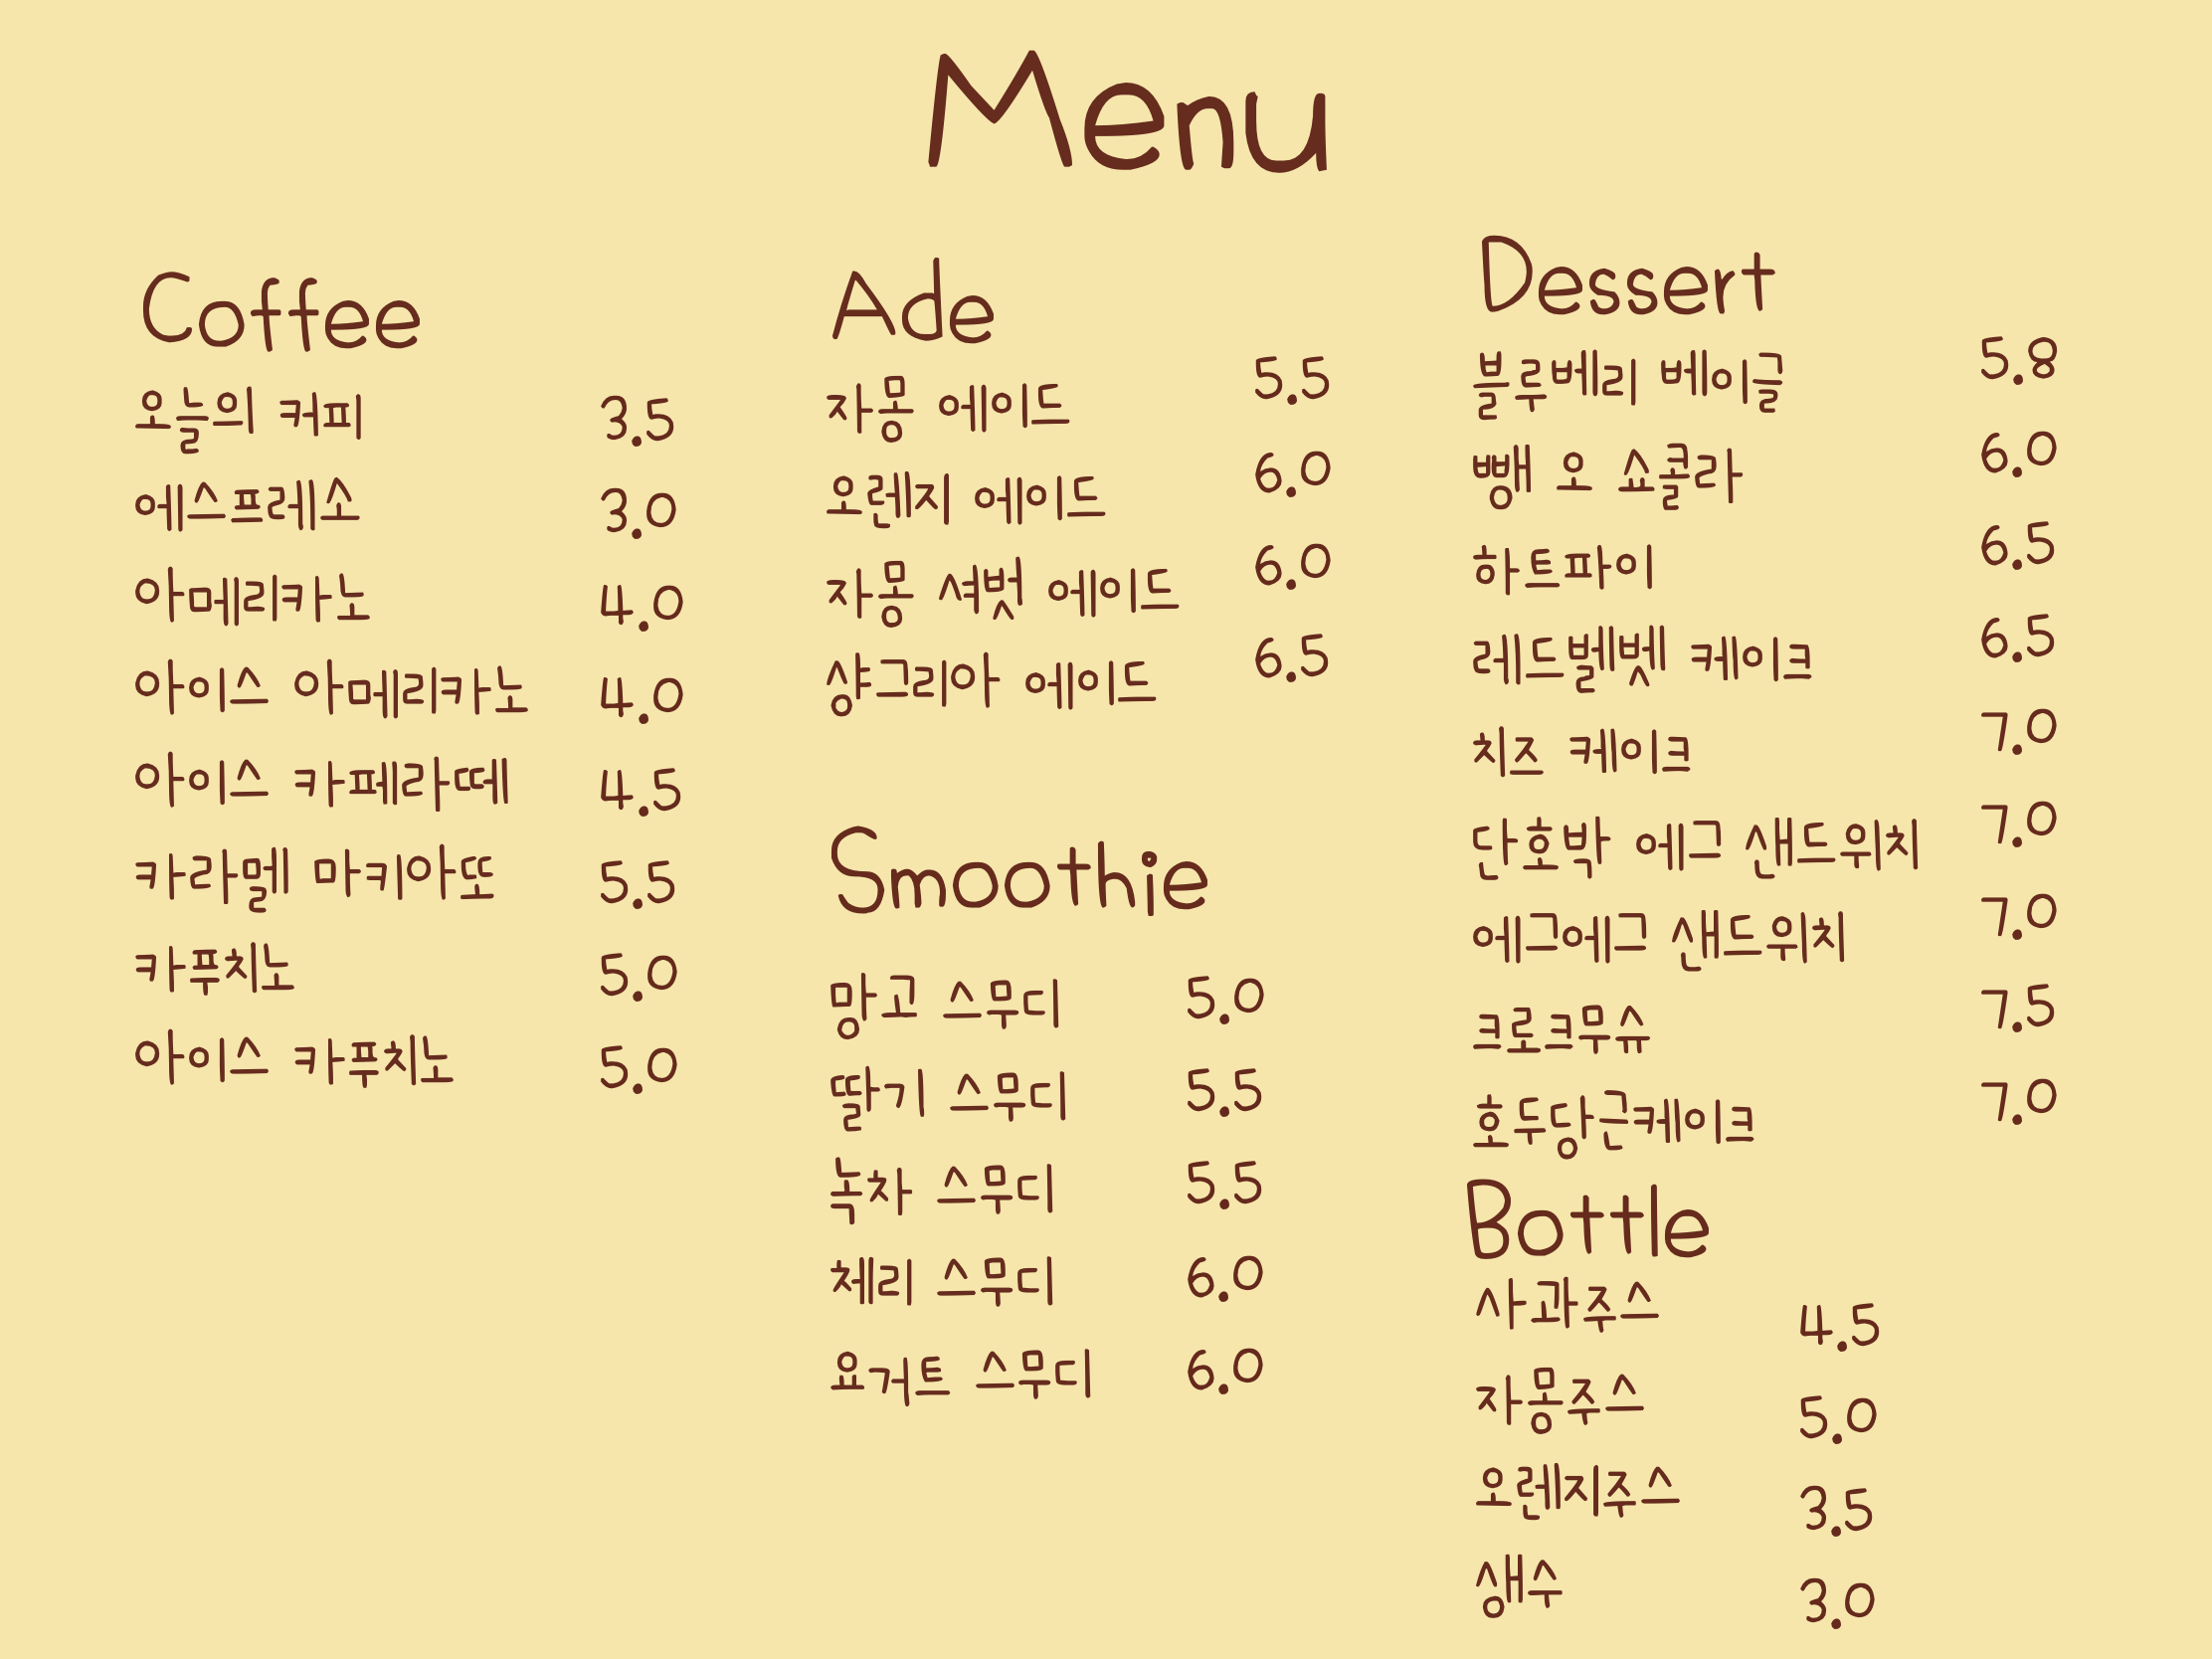 Menu
Coffee
오늘의 커피 3.5
에스프레소 3.0
아메리카노 4.0
아이스 아메리카노 4.0
아이스 카페라떼 4.5
카라멜 마키아또 5.5
카푸치노 5.0
아이스 카푸치노 5.0
Ade
자몽 에이드 5.5
오렌지 에이드 6.0
자몽 셔벗 에이드 6.0
샹그리아 에이드 6.5
Smoothie
망고 스무디 5.0
딹기 스무디 5.5
녹차 스무디 5.5
체리 스무디 6.0
요거트 스무디 6.0
Dessert
블루베리 베이글 5.8
뺑 오 쇼콜라 6.0
하트파이 6.5
레드벨벳 케이크 6.5
치즈 케이크 7.0
단호박 에그 샌드위치 7.0
에그에그 샌드위치 7.0
크로크무슈 7.5
호두당근케이크 7.0
Bottle
사과주스 4.5
자몽주스 5.0
오렌지주스 3.5
생수 3.0